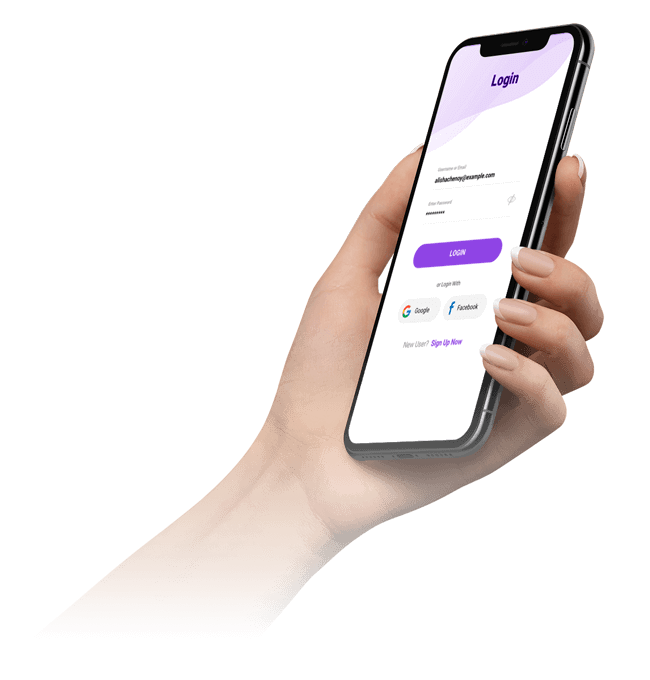 Login
Username or Email
alishachenoy@example.com
Enter Password
•••••••••
LOGIN
or Login With
Google
Facebook
New User? Sign Up Now